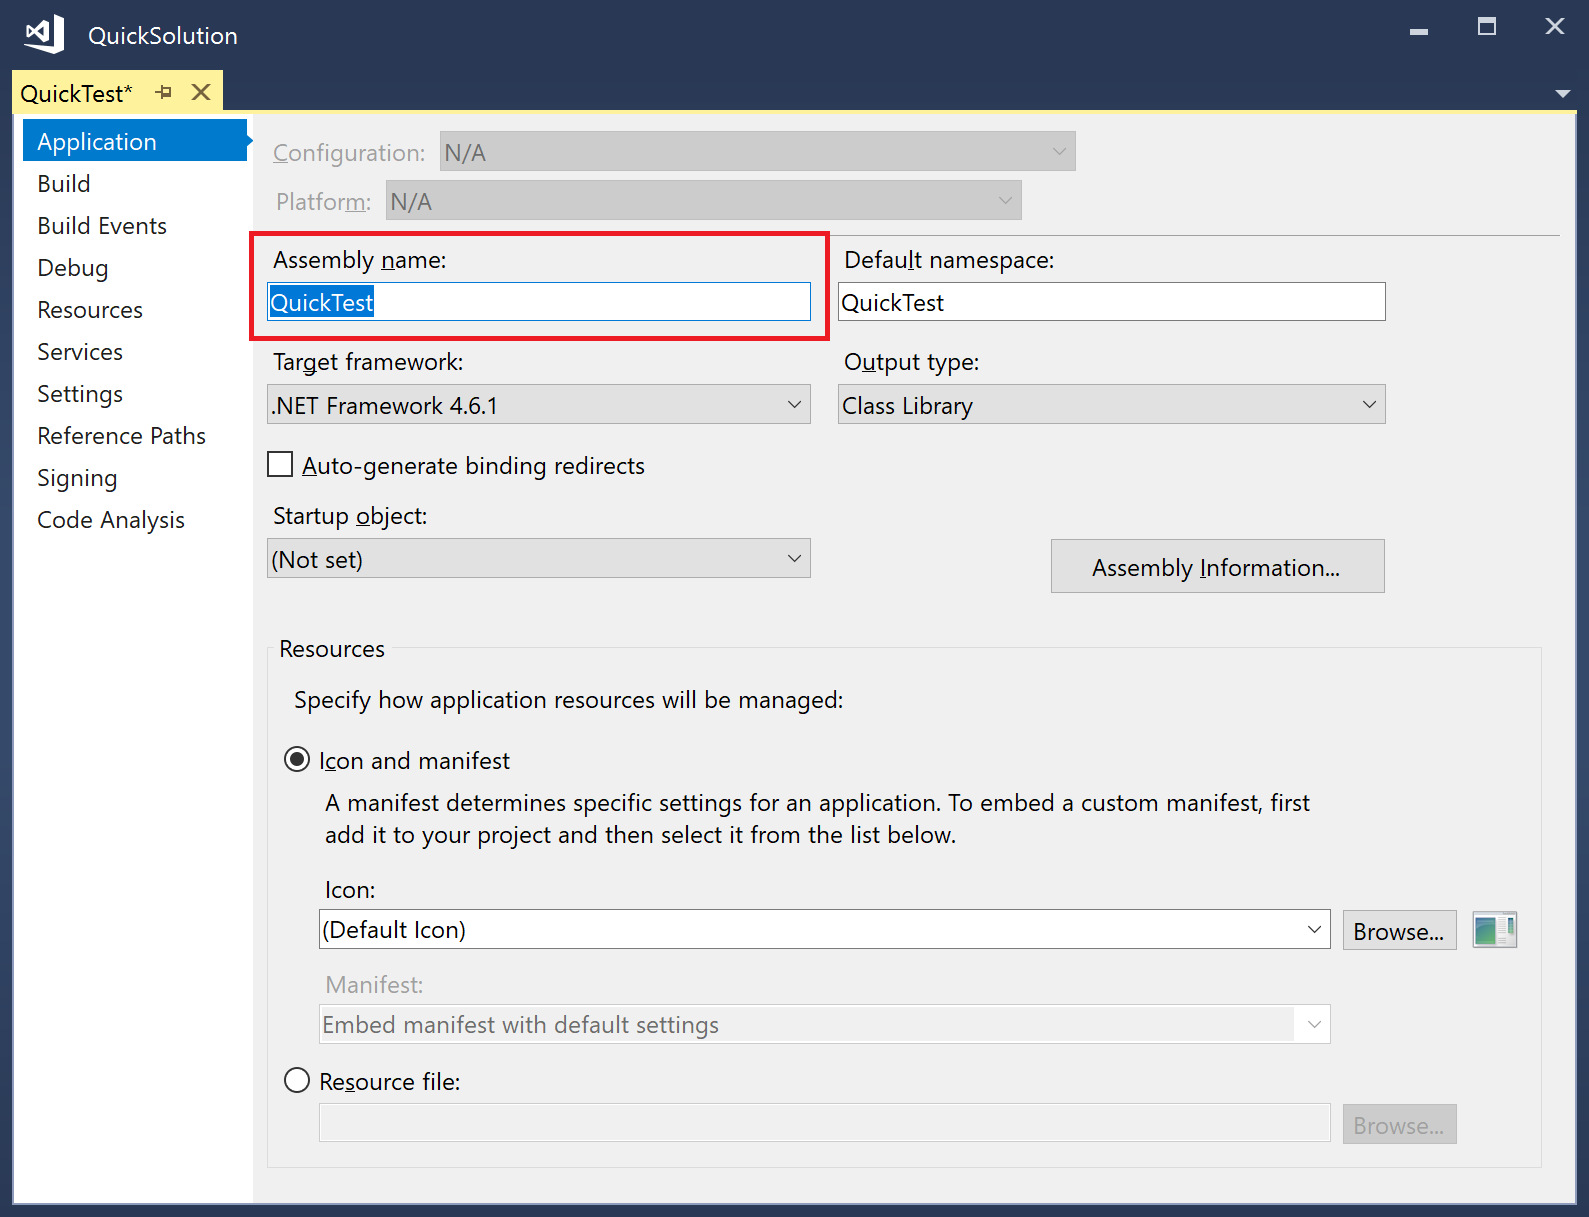 QuickSolution
QuickTest*
Application
Build
Build Events
Debug
Resources
Services
Settings
Reference Paths
Signing
Code Analysis
Configuration: N/A
Platform: N/A
Assembly name:
QuickTest
Default namespace:
QuickTest
Target framework:
.NET Framework 4.6.1
Output type:
Class Library
Auto-generate binding redirects
Startup object:
(Not set)
Assembly Information...
Resources
Specify how application resources will be managed:
Icon and manifest
A manifest determines specific settings for an application. To embed a custom manifest, first
add it to your project and then select it from the list below.
Icon:
(Default Icon)
Browse...
Manifest:
Embed manifest with default settings
Resource file:
Browse...